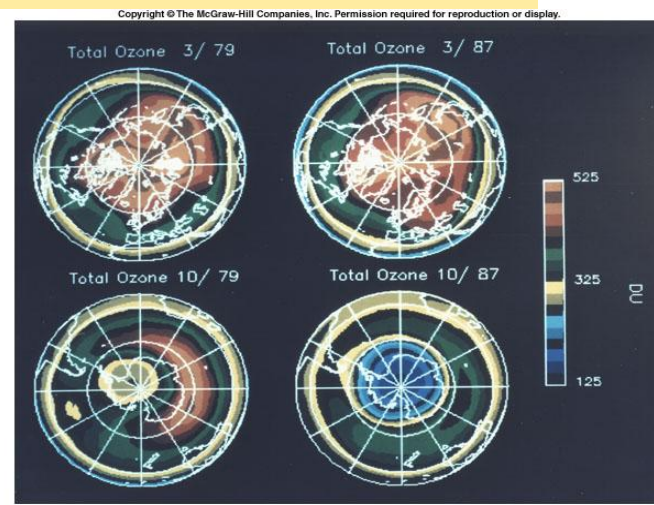 Copyright © The McGraw-Hill Companies, Inc. Permission required for reproduction or display.
Total Ozone 3/ 79
Total Ozone 3/ 87
Total Ozone 10/ 79
Total Ozone 10/ 87
525
325
125
DU